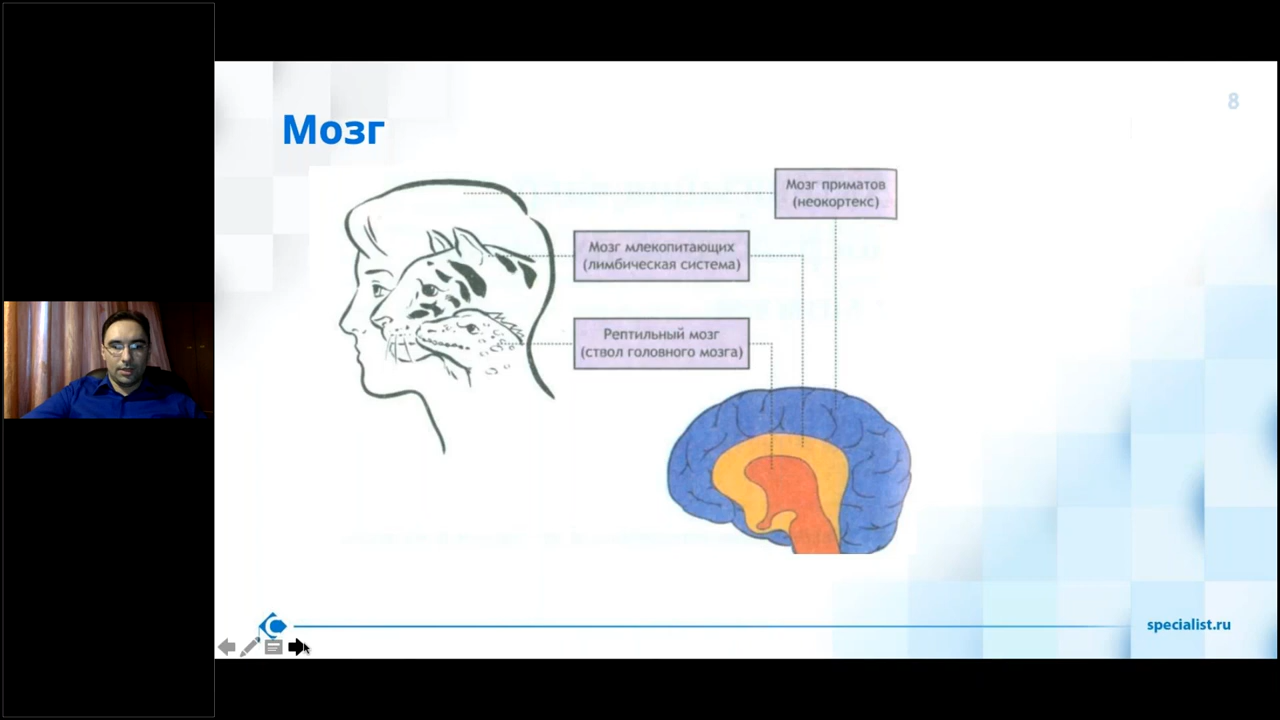 8
Мозг
Мозг приматов
(неокортекс)
Мозг млекопитающих
(лимбическая система)
Рептильный мозг
(ствол головного мозга)
specialist.ru